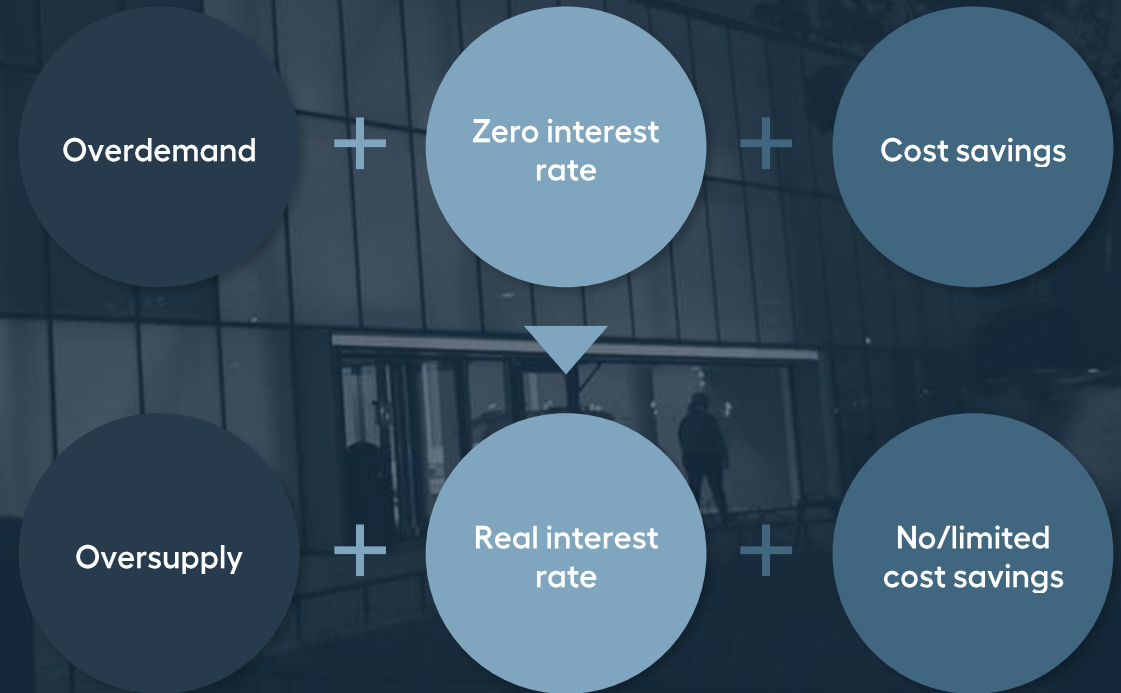 Overdemand
Zero interest
rate
Cost savings
Oversupply
Real interest
rate
No/limited
cost savings